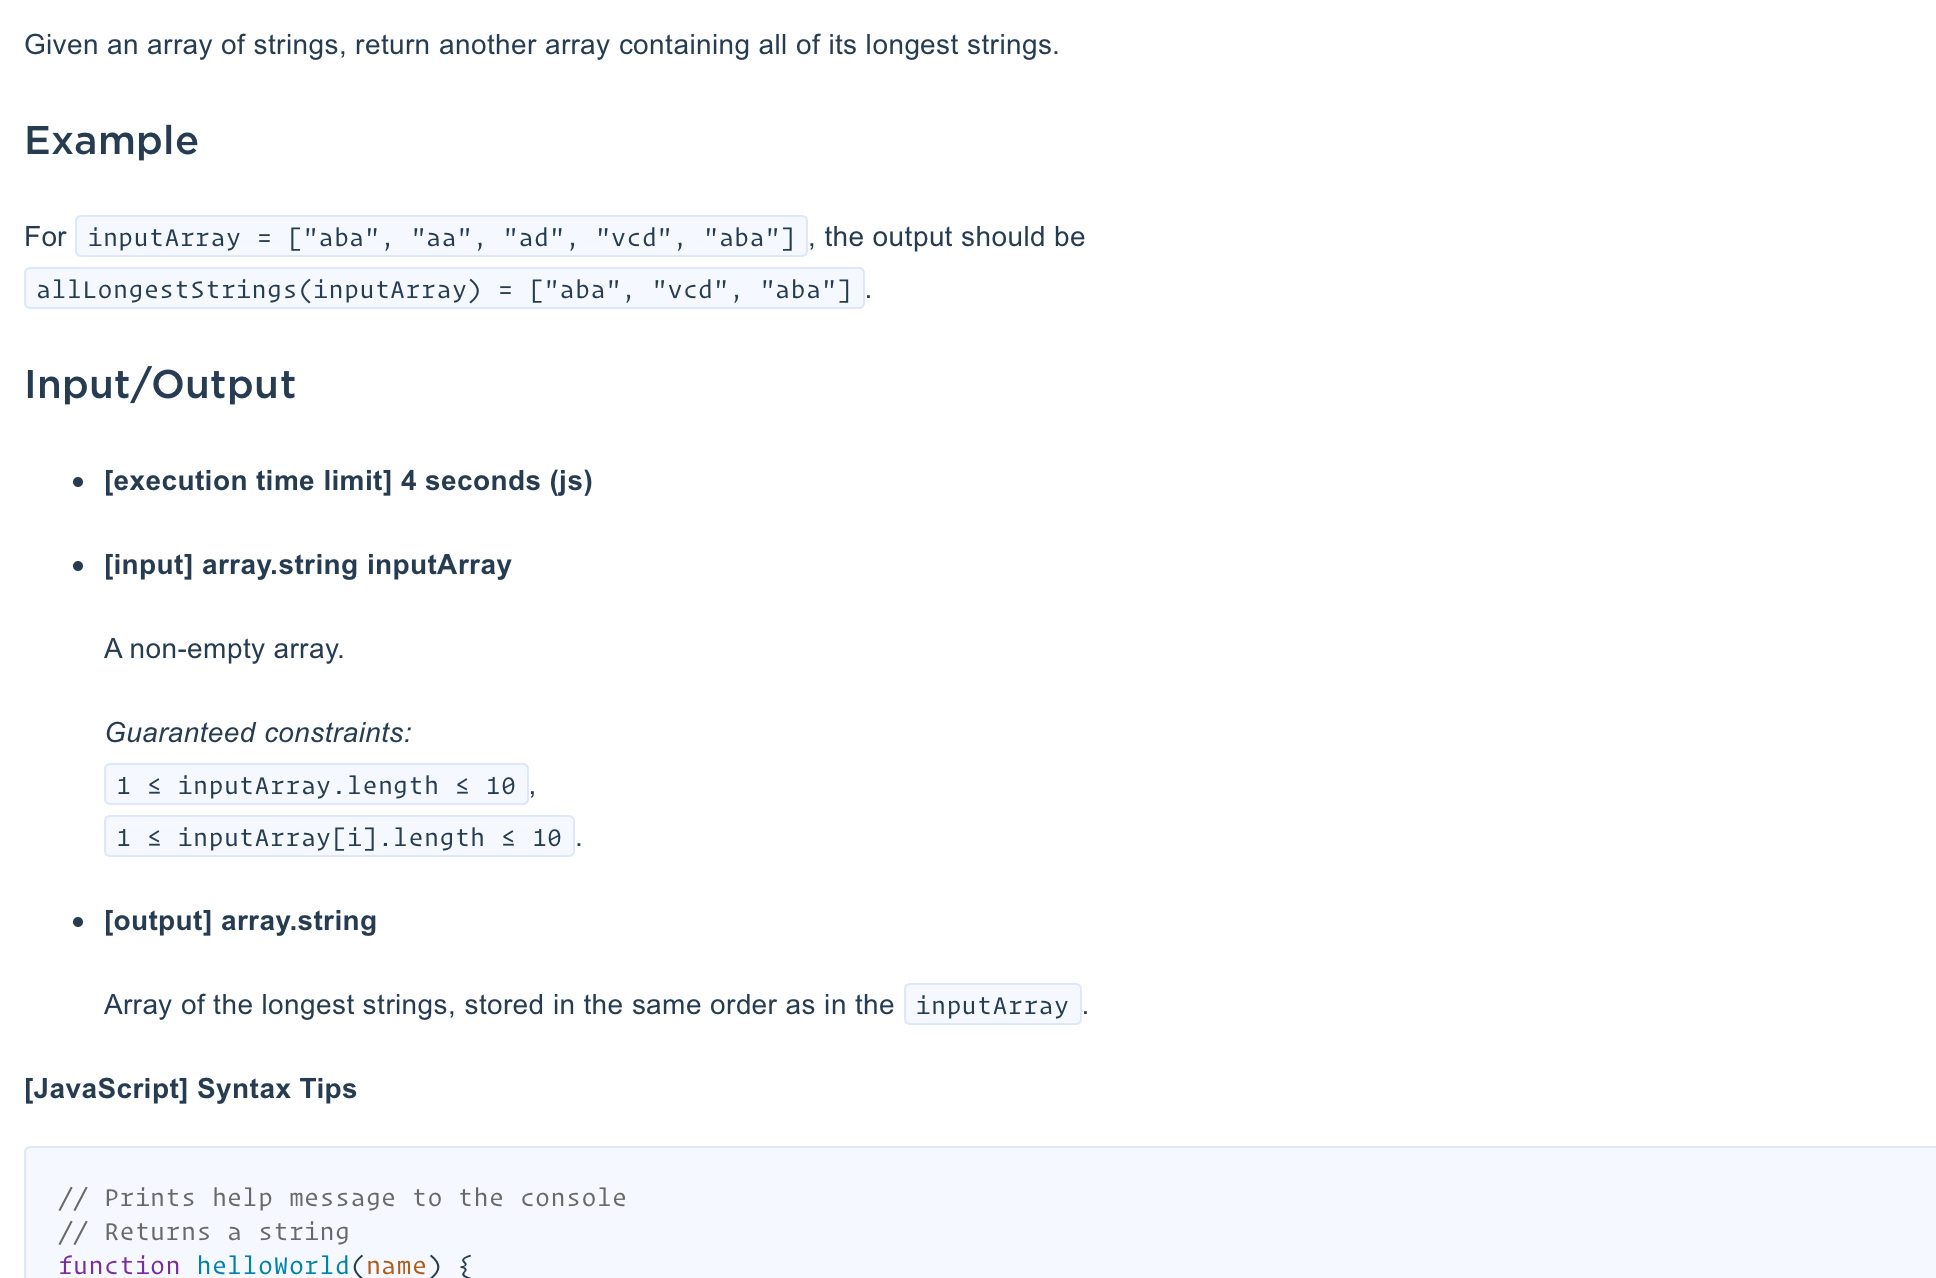 Given an array of strings, return another array containing all of its longest strings.
Example
For inputArray = ["aba", "aa", "ad", "vcd", "aba"], the output should be
allLongestStrings(inputArray) = ["aba", "vcd", "aba"].
Input/Output
• [execution time limit] 4 seconds (js)
• [input] array.string inputArray
A non-empty array.
Guaranteed constraints:
1 ≤ inputArray.length ≤ 10,
1 ≤ inputArray[i].length ≤ 10.
• [output] array.string
Array of the longest strings, stored in the same order as in the inputArray.
[JavaScript] Syntax Tips
// Prints help message to the console
// Returns a string
function helloWorld(name) {